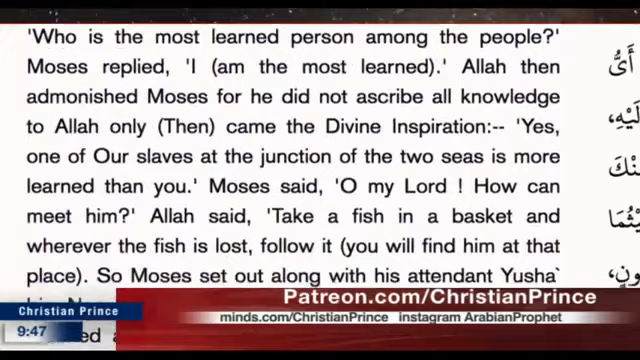 'Who is the most learned person among the people?'
Moses replied, 'I (am the most learned).' Allah then
admonished Moses for he did not ascribe all knowledge
to Allah only (Then) came the Divine Inspiration:-- 'Yes,
one of Our slaves at the junction of the two seas is more
learned than you.' Moses said, 'O my Lord ! How can
meet him?' Allah said, 'Take a fish in a basket and
wherever the fish is lost, follow it (you will find him at that
place). So Moses set out along with his attendant Yusha`
أَىُّ
Patreon.com/ChristianPrince
Christian Prince
minds.com/ChristianPrince instagram ArabianProphet
9:47